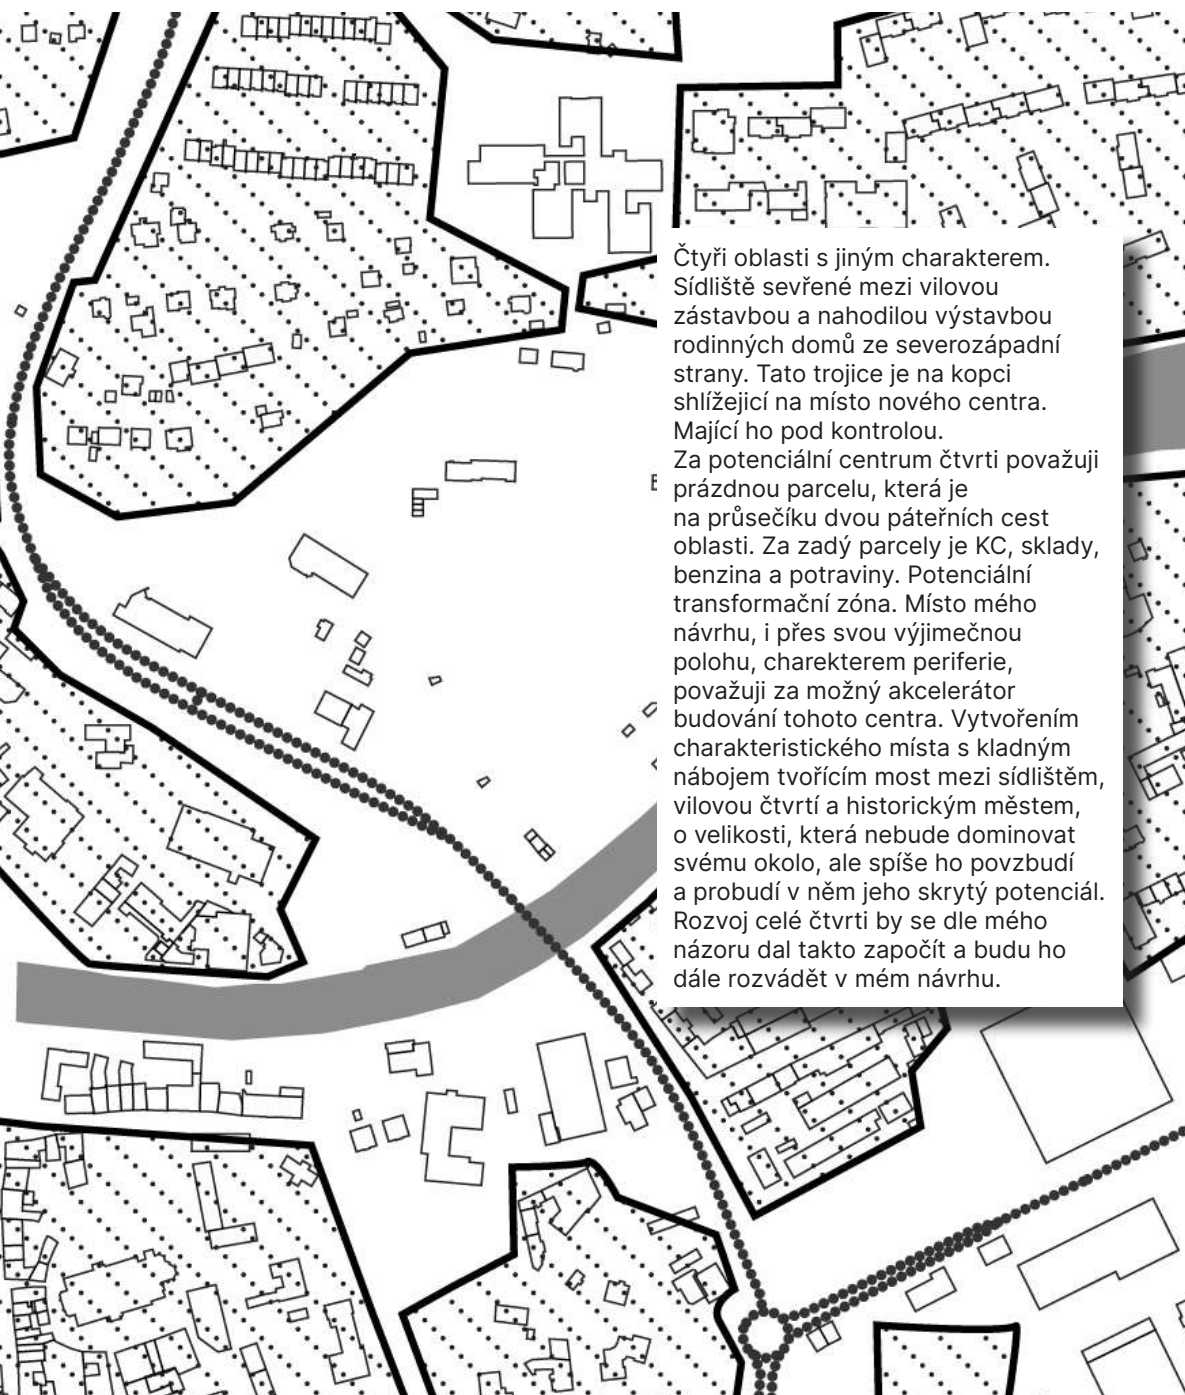 Čtyři oblasti s jiným charakterem.
Sídliště sevřené mezi vilovou
zástavbou a nahodilou výstavbou
rodinných domů ze severozápadní
strany. Tato trojice je na kopci
shlížejicí na místo nového centra.
Mající ho pod kontrolou.
Za potenciální centrum čtvrti považuji
prázdnou parcelu, která je
na průsečíku dvou páteřních cest
oblasti. Za zadý parcely je KC, sklady,
benzina a potraviny. Potenciální
transformační zóna. Místo mého
návrhu, i přes svou výjimečnou
polohu, charekterem periferie,
považuji za možný akcelerátor
budování tohoto centra. Vytvořením
charakteristického místa s kladným
nábojem tvořícím most mezi sídlištěm,
vilovou čtvrtí a historickým městem,
o velikosti, která nebude dominovat
svému okolo, ale spíše ho povzbudí
a probudí v něm jeho skrytý potenciál.
Rozvoj celé čtvrti by se dle mého
názoru dal takto započít a budu ho
dále rozvádět v mém návrhu.